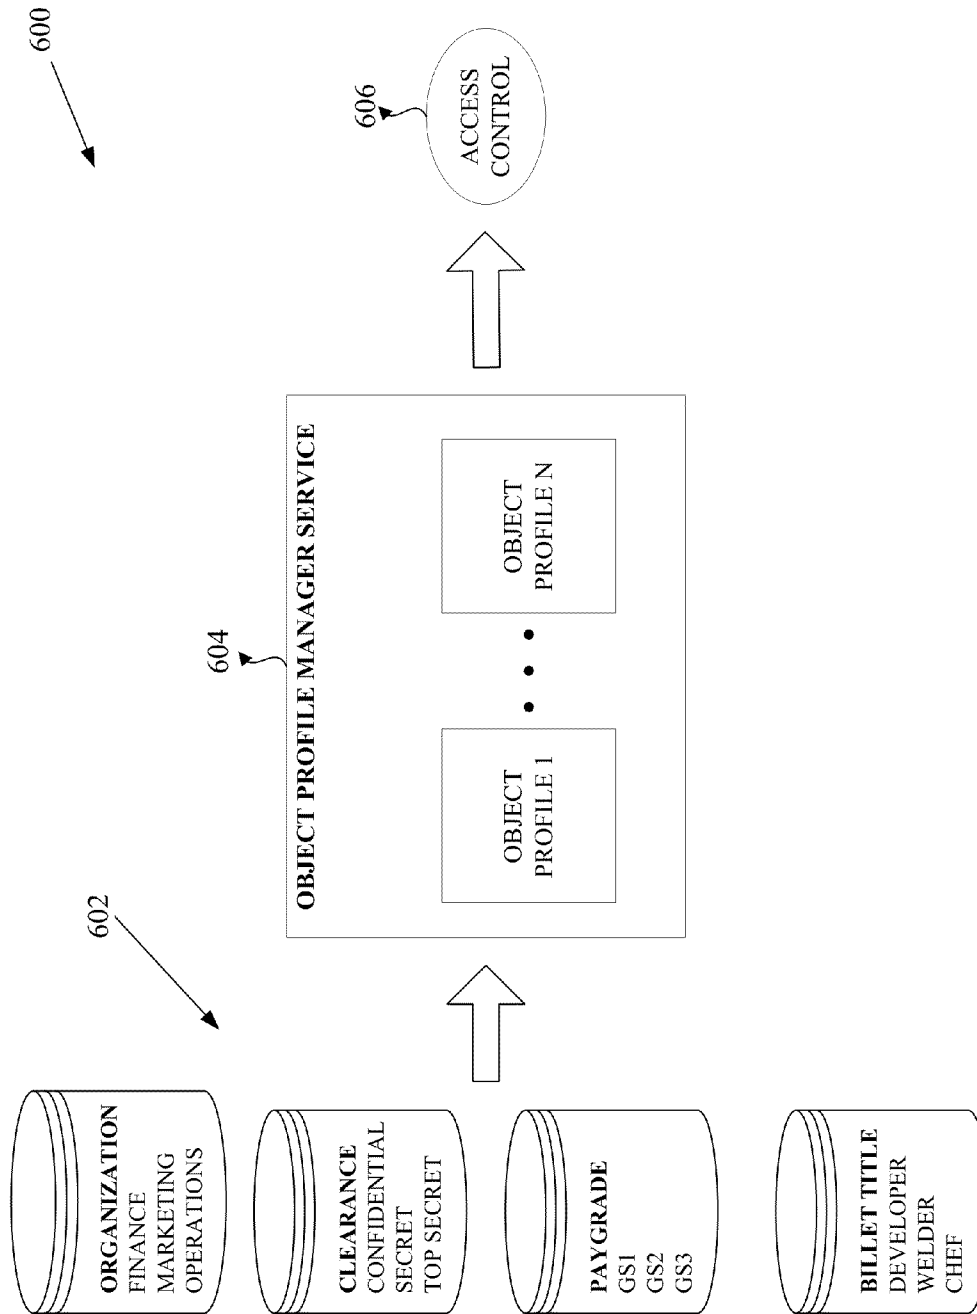 600
602
ORGANIZATION
FINANCE
MARKETING
OPERATIONS
CLEARANCE
CONFIDENTIAL
SECRET
TOP SECRET
PAYGRADE
GS1
GS2
GS3
BILLET TITLE
DEVELOPER
WELDER
CHEF
604
OBJECT PROFILE MANAGER SERVICE
OBJECT
PROFILE 1
OBJECT
PROFILE N
606
ACCESS
CONTROL